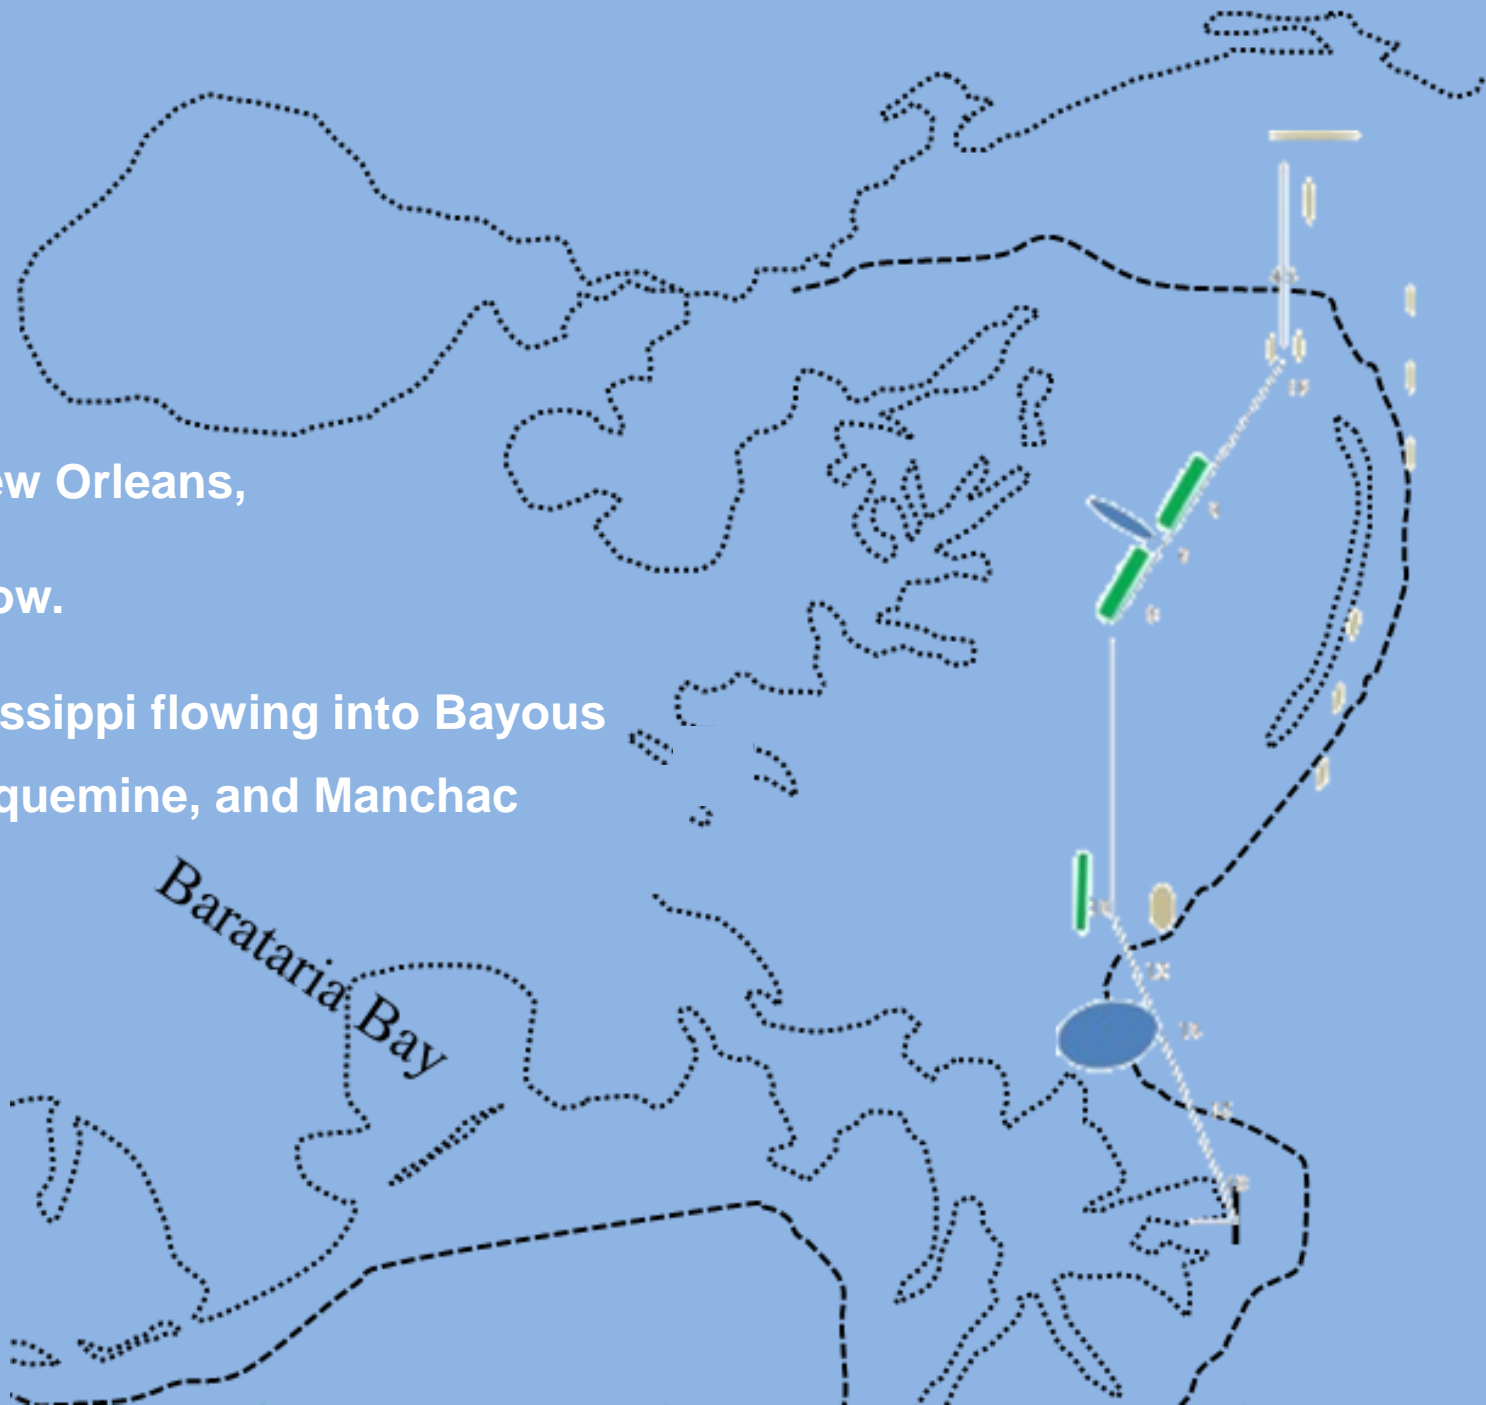 ew Orleans,
ow.
ssippi flowing into Bayous
quemine, and Manchac
Barataria Bay